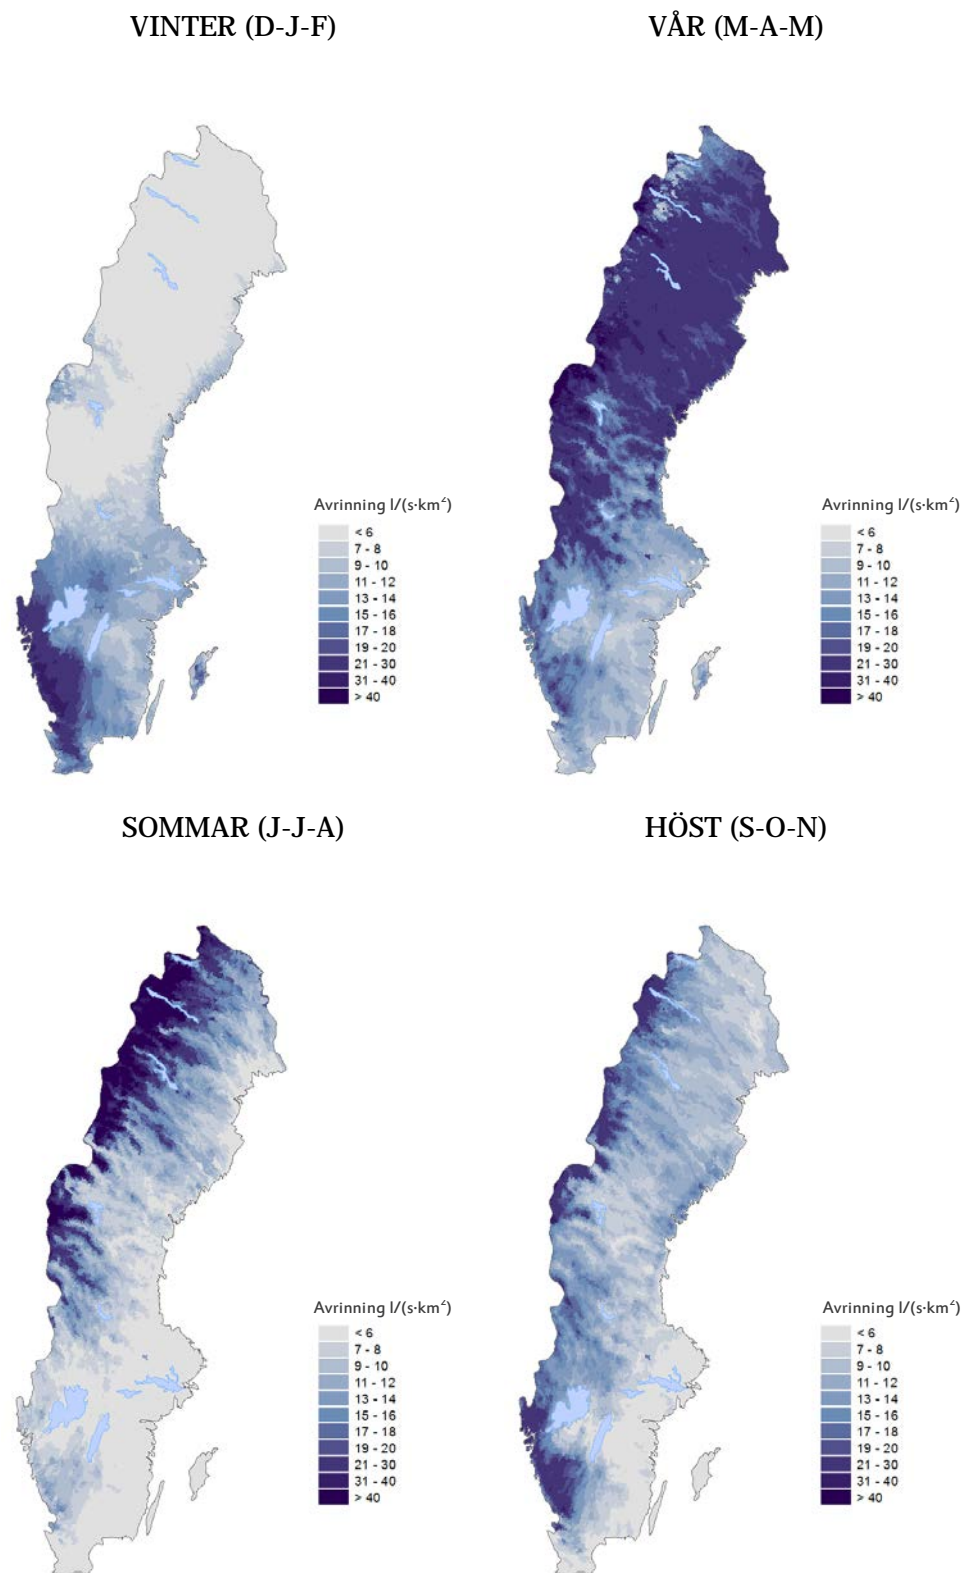 VINTER (D-J-F)
VÅR (M-A-M)
Avrinning l/(s·km²)
< 6
7 - 8
9 - 10
11 - 12
13 - 14
15 - 16
17 - 18
19 - 20
21 - 30
31 - 40
> 40
Avrinning l/(s·km²)
< 6
7 - 8
9 - 10
11 - 12
13 - 14
15 - 16
17 - 18
19 - 20
21 - 30
31 - 40
> 40
SOMMAR (J-J-A)
HÖST (S-O-N)
Avrinning l/(s·km²)
< 6
7 - 8
9 - 10
11 - 12
13 - 14
15 - 16
17 - 18
19 - 20
21 - 30
31 - 40
> 40
Avrinning l/(s·km²)
< 6
7 - 8
9 - 10
11 - 12
13 - 14
15 - 16
17 - 18
19 - 20
21 - 30
31 - 40
> 40